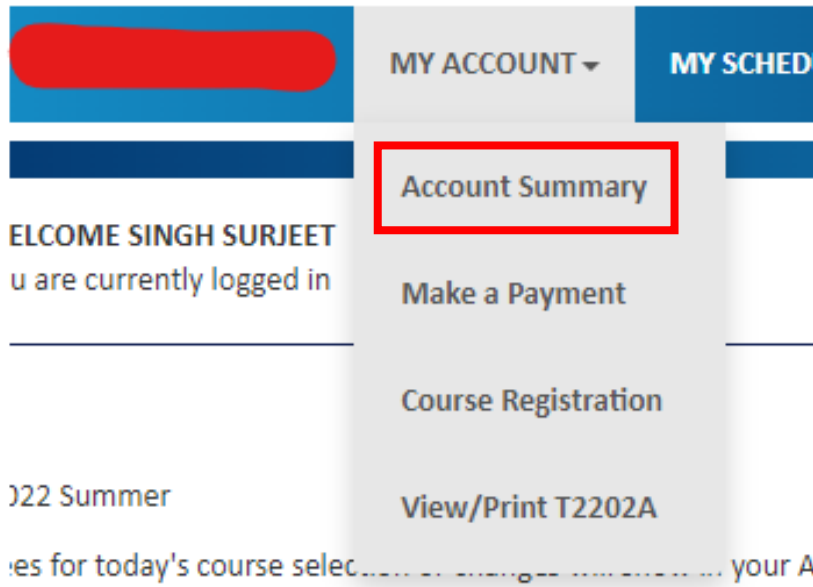 MY ACCOUNT MY SCHED
Account Summary
ELCOME SINGH SURJEET
u are currently logged in
Make a Payment
Course Registration
022 Summer
View/Print T2202A
es for today's course selec your A